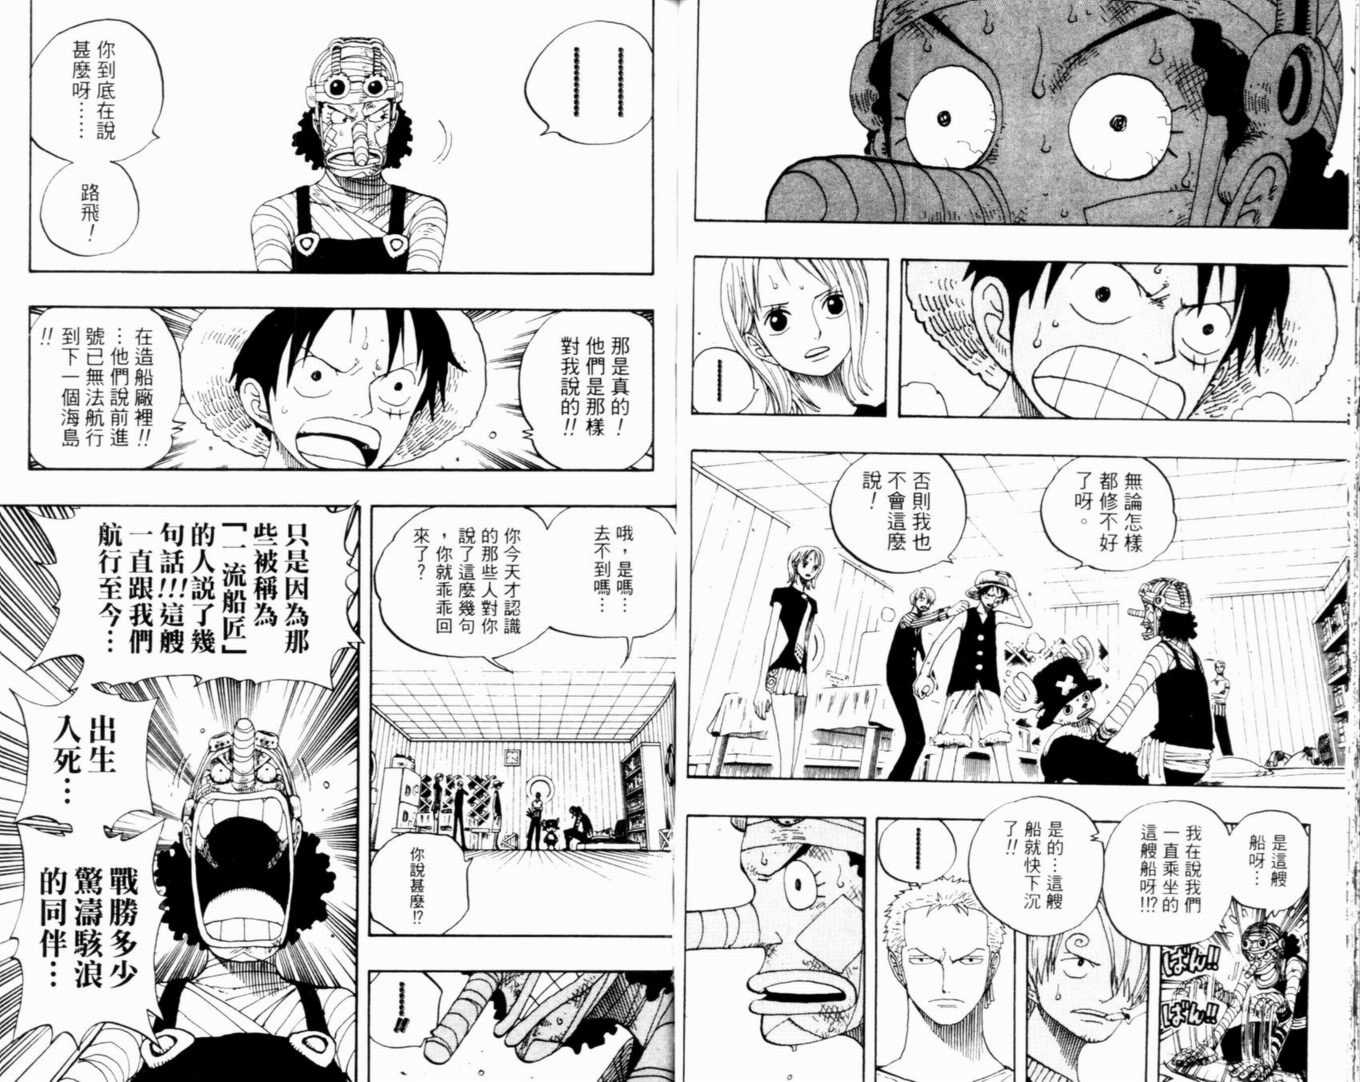 ⋯⋯⋯⋯
無論怎樣
都修不好
了呀。
否則我也
不會這麼
說！
是這艘
船呀…
我在說我們
一直乘坐的
這艘船呀!!?
ばん!!
ばん!!
是的…這艘
船就快下沉
了!!
⋯⋯⋯⋯
⋯⋯⋯⋯
⋯⋯⋯⋯
你到底在說
甚麼呀……
路飛！
那是真的！
他們是那樣
對我說的!!
在造船廠裡!!
…他們說前進
號已無法航行
到下一個海島
!!
哦，是嗎…
去不到嗎…
你今天才認識
的那些人對你
說了這麼幾句
，你就乖乖回
來了？
你說甚麼!?
⋯⋯⋯⋯!!
只是因為那
些被稱為
「一流船匠」
的人說了幾
句話!!!這艘
一直跟我們
航行至今…
出生
入死…
戰勝多少
驚濤駭浪
的同伴…